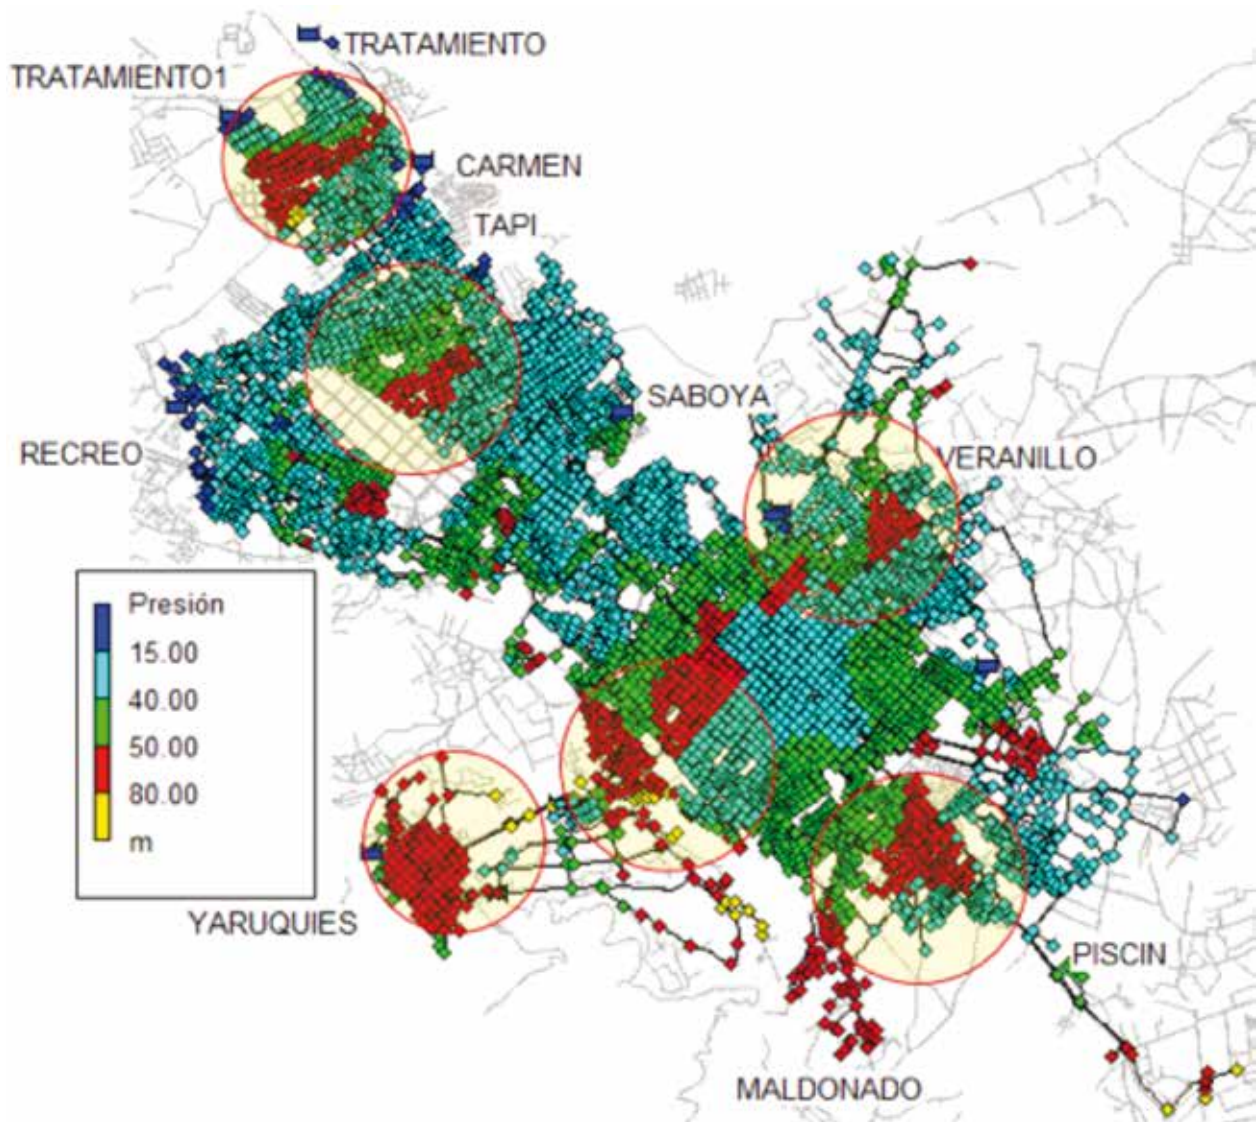 TRATAMIENTO
TRATAMIENTO1
CARMEN
TAPI
SABOYA
RECREO
VERANILLO
Presión
15.00
40.00
50.00
80.00
m
YARUQUIES
PISCIN
MALDONADO